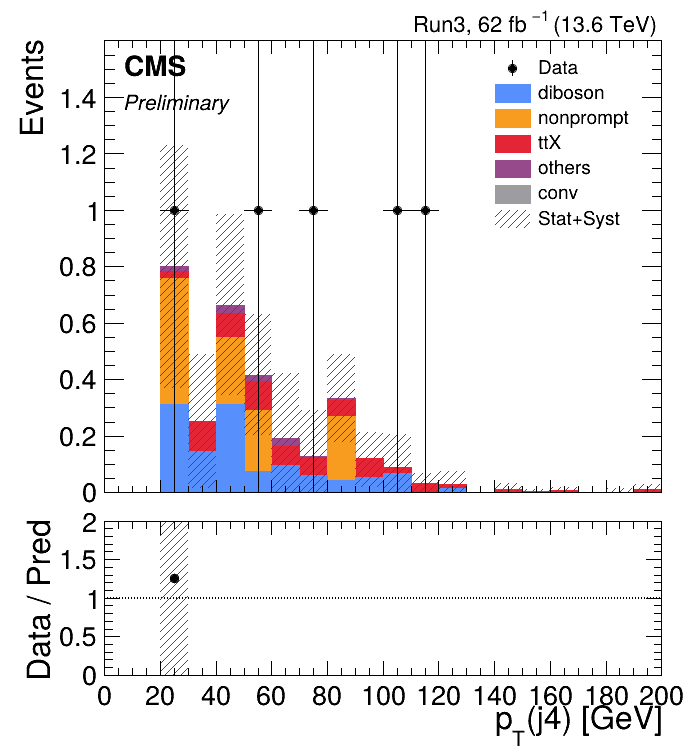 Run3, 62 fb⁻¹ (13.6 TeV)
CMS
Preliminary
Data
diboson
nonprompt
ttX
others
conv
Stat+Syst
Events
1.4
1.2
1
0.8
0.6
0.4
0.2
0
Data / Pred
2
1.5
1
0.5
0
0 20 40 60 80 100 120 140 160 180 200
p_T(j4) [GeV]